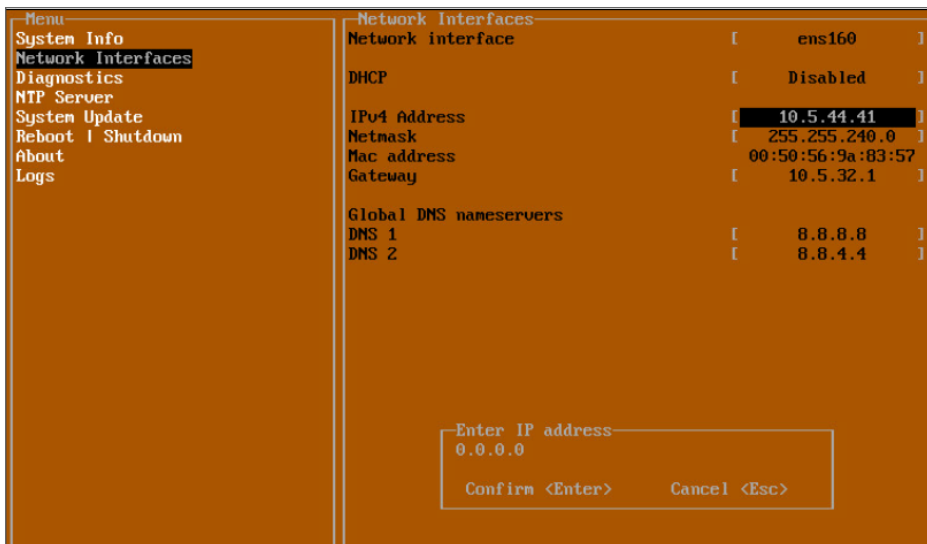 Menu
System Info
Network Interfaces
Diagnostics
NTP Server
System Update
Reboot | Shutdown
About
Logs
Network Interfaces
Network interface [ ens160 ]
DHCP [ Disabled ]
IPv4 Address [ 10.5.44.41 ]
Netmask [ 255.255.240.0 ]
Mac address 00:50:56:9a:83:57
Gateway [ 10.5.32.1 ]
Global DNS nameservers
DNS 1 [ 8.8.8.8 ]
DNS 2 [ 8.8.4.4 ]
Enter IP address
0.0.0.0
Confirm <Enter> Cancel <Esc>